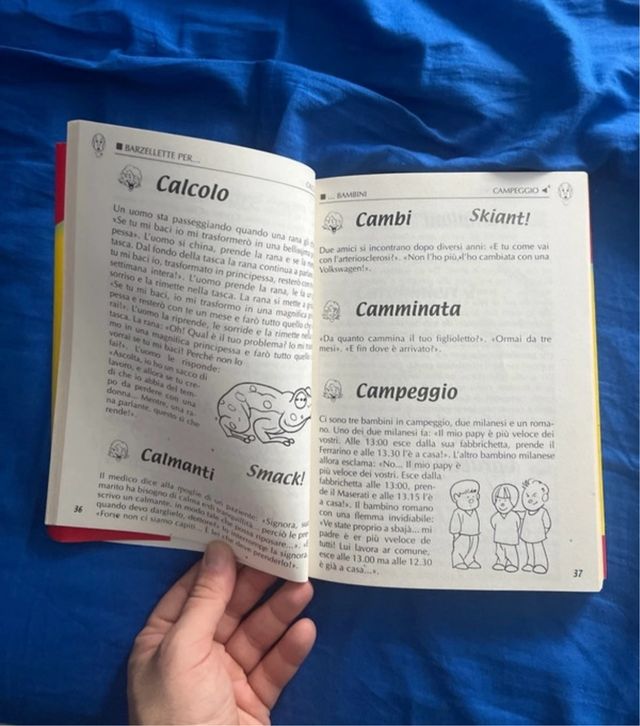 ■ BARZELLETTE PER...
Calcolo
Un uomo sta passeggiando quando una rana gli
«Se tu mi baci io mi trasformerò in una bellissima
pessa». L'uomo si china, prende la rana e se la
tasca. Dal fondo della tasca la rana continua a
tu mi baci io, trasformato in principessa, resterò con
settimana intera!». L'uomo prende la rana, le fa un
sorriso e la rimette nella tasca. La rana si mette a
«Se tu mi baci, io mi trasformo in una magnifica
pessa e resterò con te un mese e farò tutto quello
rai!». L'uomo la riprende, le sorride e la rimette nella
tasca. La rana: «Oh! Qual è il tuo problema? Io mi
mo in una magnifica principessa e farò tutto quello
vorrai se tu mi baci! Perché non lo
fai?». L'uomo le risponde:
«Ascolta, io ho un sacco di
lavoro, e allora se tu cre-
di che io abbia del tem-
po da perdere con una
donna... Mentre, una ra-
na parlante, questo sì che
rende!».
Calmanti
Smack!
Il medico dice alla moglie di un paziente: «Signora, suo
marito ha bisogno di calma e di tranquillità, perciò le
scrivo un calmante, in modo che possa riposare...».
quando devo darglielo, dottore?», interrompe la signora
«Forse non ci siamo capiti... È lei che deve prenderlo!».
36
■ ... BAMBINI
CAMPEGGIO
Cambi
Skiant!
Due amici si incontrano dopo diversi anni: «E tu come vai
con l'arteriosclerosi?». «Non l'ho più, l'ho cambiata con una
Volkswagen!».
Camminata
«Da quanto cammina il tuo figlioletto?». «Ormai da tre
mesi». «E fin dove è arrivato?».
Campeggio
Ci sono tre bambini in campeggio, due milanesi e un roma-
no. Uno dei due milanesi fa: «Il mio papy è più veloce dei
vostri. Alle 13:00 esce dalla sua fabbrichetta, prende il
Ferrarino e alle 13.30 l'è a casa!». L'altro bambino milanese
allora esclama: «No... Il mio papy è
più veloce dei vostri. Esce dalla
fabbrichetta alle 13:00, pren-
de il Maserati e alle 13.15 l'è
a casa!». Il bambino romano
con una flemma invidiabile:
«Ve state proprio a sbajà... mi
padre è er più vveloce de
tutti! Lui lavora ar comune,
esce alle 13.00 ma alle 12.30
è già a casa'...».
37